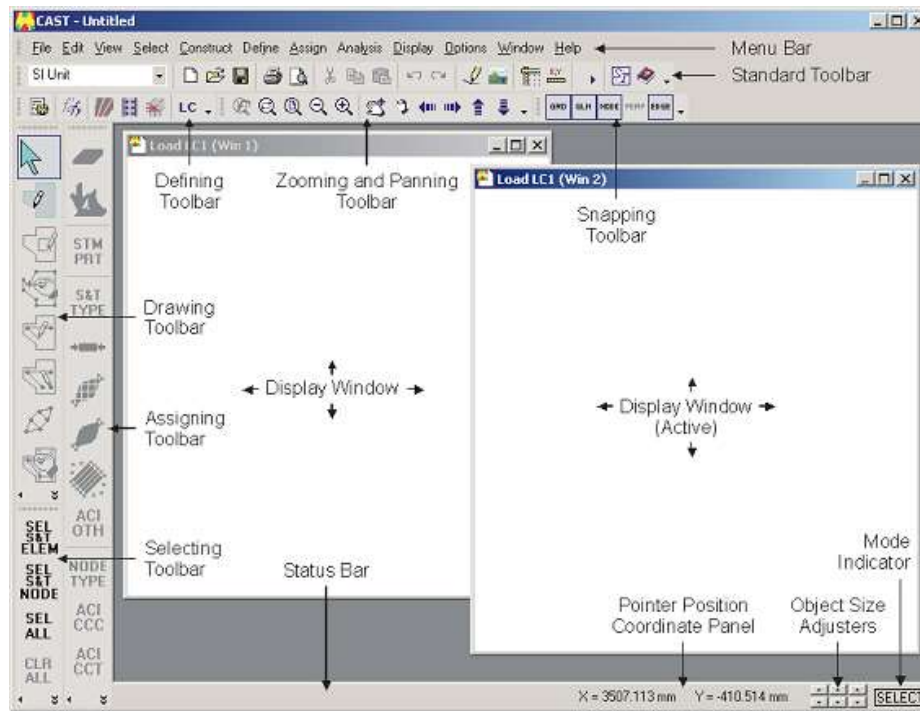 CAST - Untitled
File Edit View Select Construct Define Assign Analysis Display Options Window Help
Menu Bar
SI Unit
Standard Toolbar
LC
GRD GLN NODE EDGE
Load LC1 (Win 1)
Load LC1 (Win 2)
Defining
Toolbar
Zooming and Panning
Toolbar
Snapping
Toolbar
STM
PRT
S&T
TYPE
Drawing
Toolbar
Display Window
Display Window
(Active)
Assigning
Toolbar
ACI
OTH
SEL
S&T
ELEM
Selecting
Toolbar
NODE
TYPE
SEL
S&T
NODE
Status Bar
Mode
Indicator
ACI
CCC
SEL
ALL
Pointer Position
Coordinate Panel
Object Size
Adjusters
ACI
CCT
CLR
ALL
X = 3507.113 mm Y = -410.514 mm
SELECT